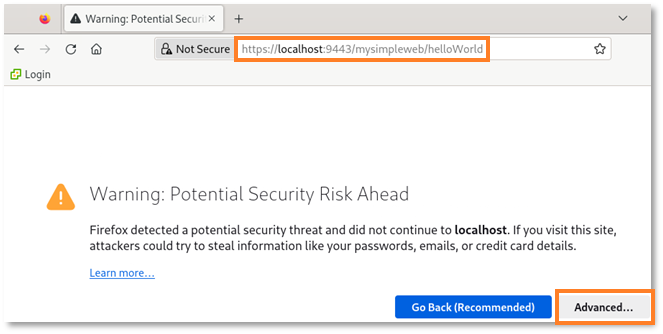 Warning: Potential Securi
Not Secure
https://localhost:9443/mysimpleweb/helloWorld
Login
Warning: Potential Security Risk Ahead
Firefox detected a potential security threat and did not continue to localhost. If you visit this site,
attackers could try to steal information like your passwords, emails, or credit card details.
Learn more...
Go Back (Recommended)
Advanced...